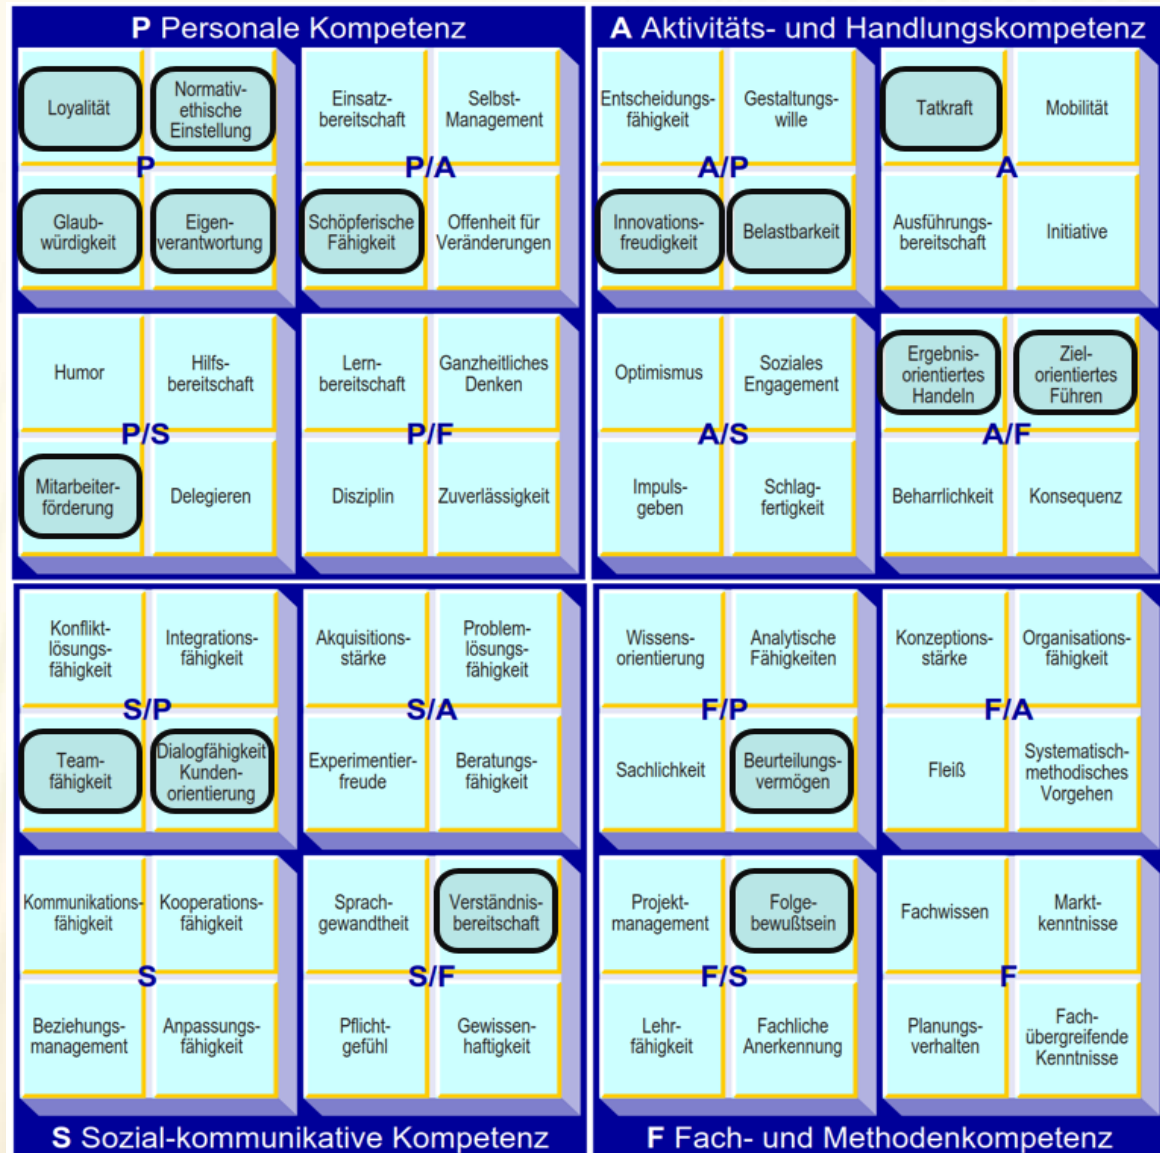 P Personale Kompetenz
Loyalität
Normativ-
ethische
Einstellung
P
Glaub-
würdigkeit
Eigen-
verantwortung
Einsatz-
bereitschaft
Selbst-
Management
P/A
Schöpferische
Fähigkeit
Offenheit für
Veränderungen
Humor
Hilfs-
bereitschaft
P/S
Mitarbeiter-
förderung
Delegieren
Lern-
bereitschaft
Ganzheitliches
Denken
P/F
Disziplin
Zuverlässigkeit
A Aktivitäts- und Handlungskompetenz
Entscheidungs-
fähigkeit
Gestaltungs-
wille
A/P
Innovations-
freudigkeit
Belastbarkeit
Tatkraft
Mobilität
A
Ausführungs-
bereitschaft
Initiative
Optimismus
Soziales
Engagement
A/S
Impuls-
geben
Schlag-
fertigkeit
Ergebnis-
orientiertes
Handeln
Ziel-
orientiertes
Führen
A/F
Beharrlichkeit
Konsequenz
Konflikt-
lösungs-
fähigkeit
Integrations-
fähigkeit
S/P
Team-
fähigkeit
Dialogfähigkeit
Kunden-
orientierung
Akquisitions-
stärke
Problem-
lösungs-
fähigkeit
S/A
Experimentier-
freude
Beratungs-
fähigkeit
Kommunikations-
fähigkeit
Kooperations-
fähigkeit
S
Beziehungs-
management
Anpassungs-
fähigkeit
Sprach-
gewandtheit
Verständnis-
bereitschaft
S/F
Pflicht-
gefühl
Gewissen-
haftigkeit
S Sozial-kommunikative Kompetenz
Wissens-
orientierung
Analytische
Fähigkeiten
F/P
Sachlichkeit
Beurteilungs-
vermögen
Konzeptions-
stärke
Organisations-
fähigkeit
F/A
Fleiß
Systematisch-
methodisches
Vorgehen
Projekt-
management
Folge-
bewußtsein
F/S
Lehr-
fähigkeit
Fachliche
Anerkennung
Fachwissen
Markt-
kenntnisse
F
Planungs-
verhalten
Fach-
übergreifende
Kenntnisse
F Fach- und Methodenkompetenz